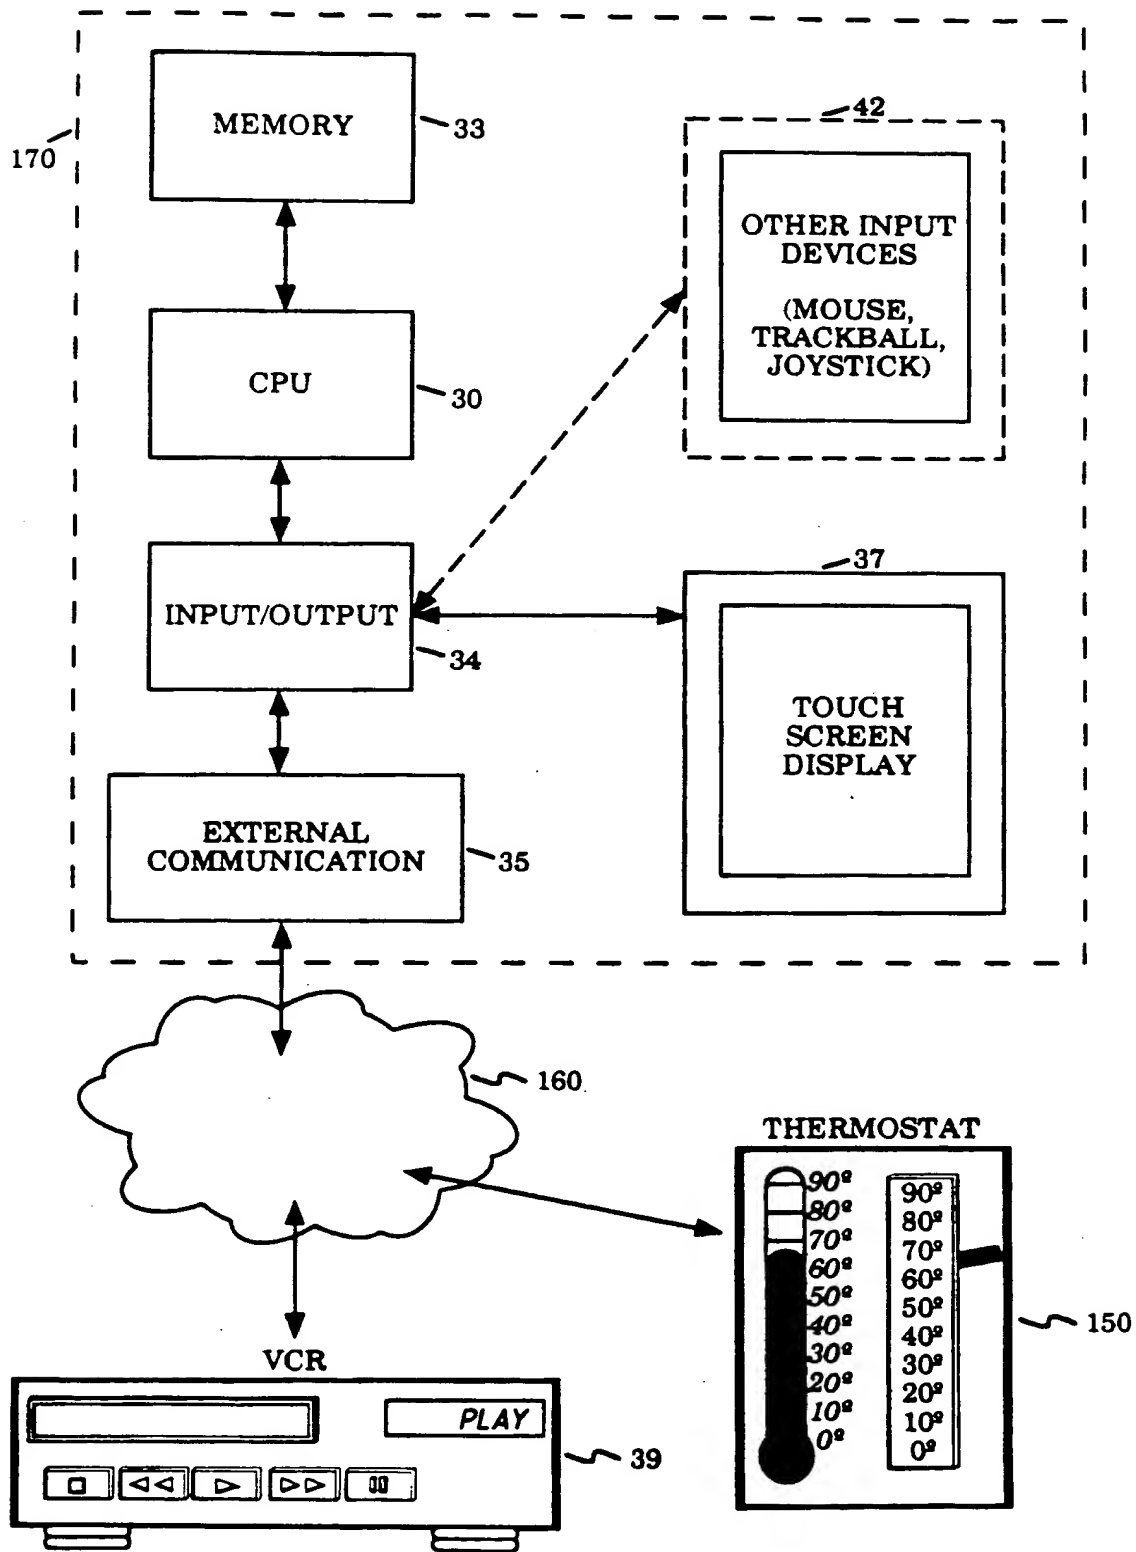 170
MEMORY
33
CPU
30
INPUT/OUTPUT
34
EXTERNAL
COMMUNICATION
35
42
OTHER INPUT
DEVICES
(MOUSE,
TRACKBALL,
JOYSTICK)
37
TOUCH
SCREEN
DISPLAY
160
THERMOSTAT
90º
80º
70º
60º
50º
40º
30º
20º
10º
0º
90º
80º
70º
60º
50º
40º
30º
20º
10º
0º
150
VCR
PLAY
39